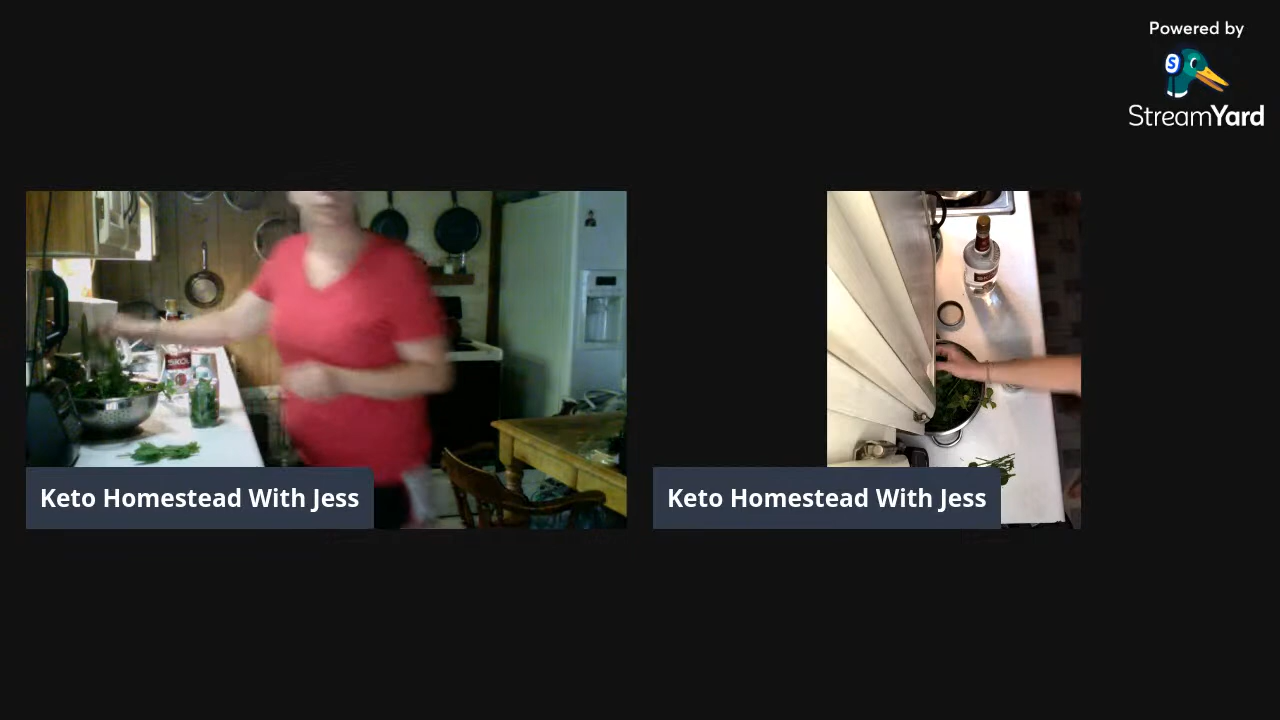 Powered by
S
StreamYard
Keto Homestead With Jess
Keto Homestead With Jess